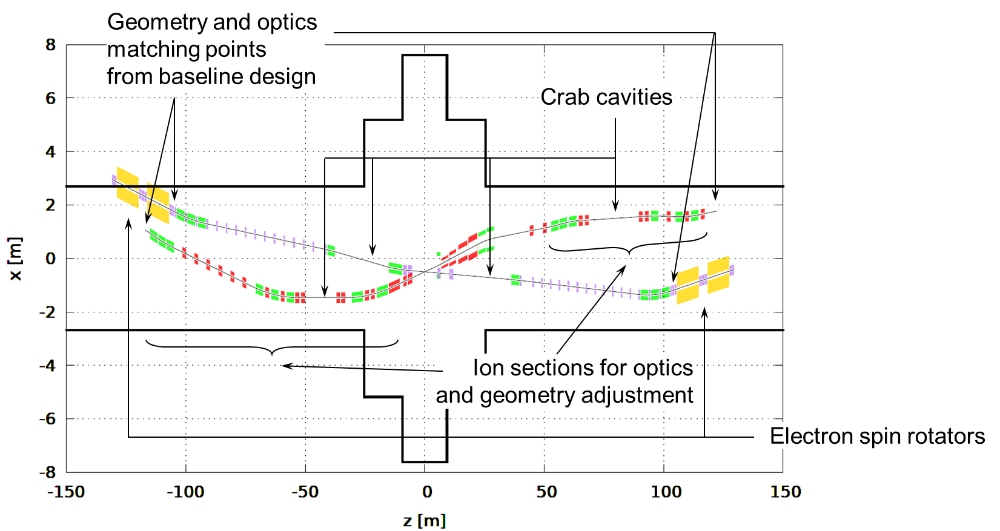 Geometry and optics
matching points
from baseline design
Crab cavities
8
6
4
2
0
-2
-4
-6
-8
x [m]
Ion sections for optics
and geometry adjustment
Electron spin rotators
-150
-100
-50
0
50
100
150
z [m]